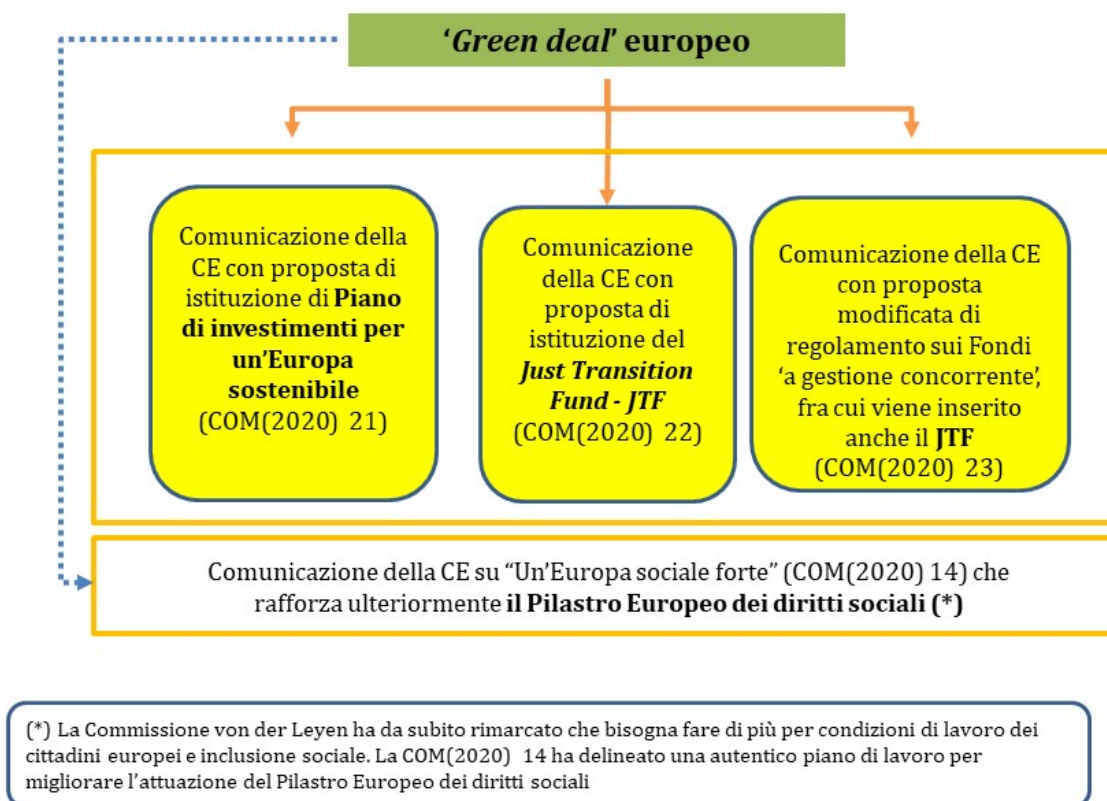 ‘Green deal’ europeo
Comunicazione della
CE con proposta di
istituzione di Piano
di investimenti per
un’Europa
sostenibile
(COM(2020) 21)
Comunicazione
della CE con
proposta di
istituzione del
Just Transition
Fund - JTF
(COM(2020) 22)
Comunicazione della CE
con proposta
modificata di
regolamento sui Fondi
‘a gestione concorrente’,
fra cui viene inserito
anche il JTF
(COM(2020) 23)
Comunicazione della CE su “Un’Europa sociale forte” (COM(2020) 14) che
rafforza ulteriormente il Pilastro Europeo dei diritti sociali (*)
(*) La Commissione von der Leyen ha da subito rimarcato che bisogna fare di più per condizioni di lavoro dei
cittadini europei e inclusione sociale. La COM(2020) 14 ha delineato una autentico piano di lavoro per
migliorare l’attuazione del Pilastro Europeo dei diritti sociali